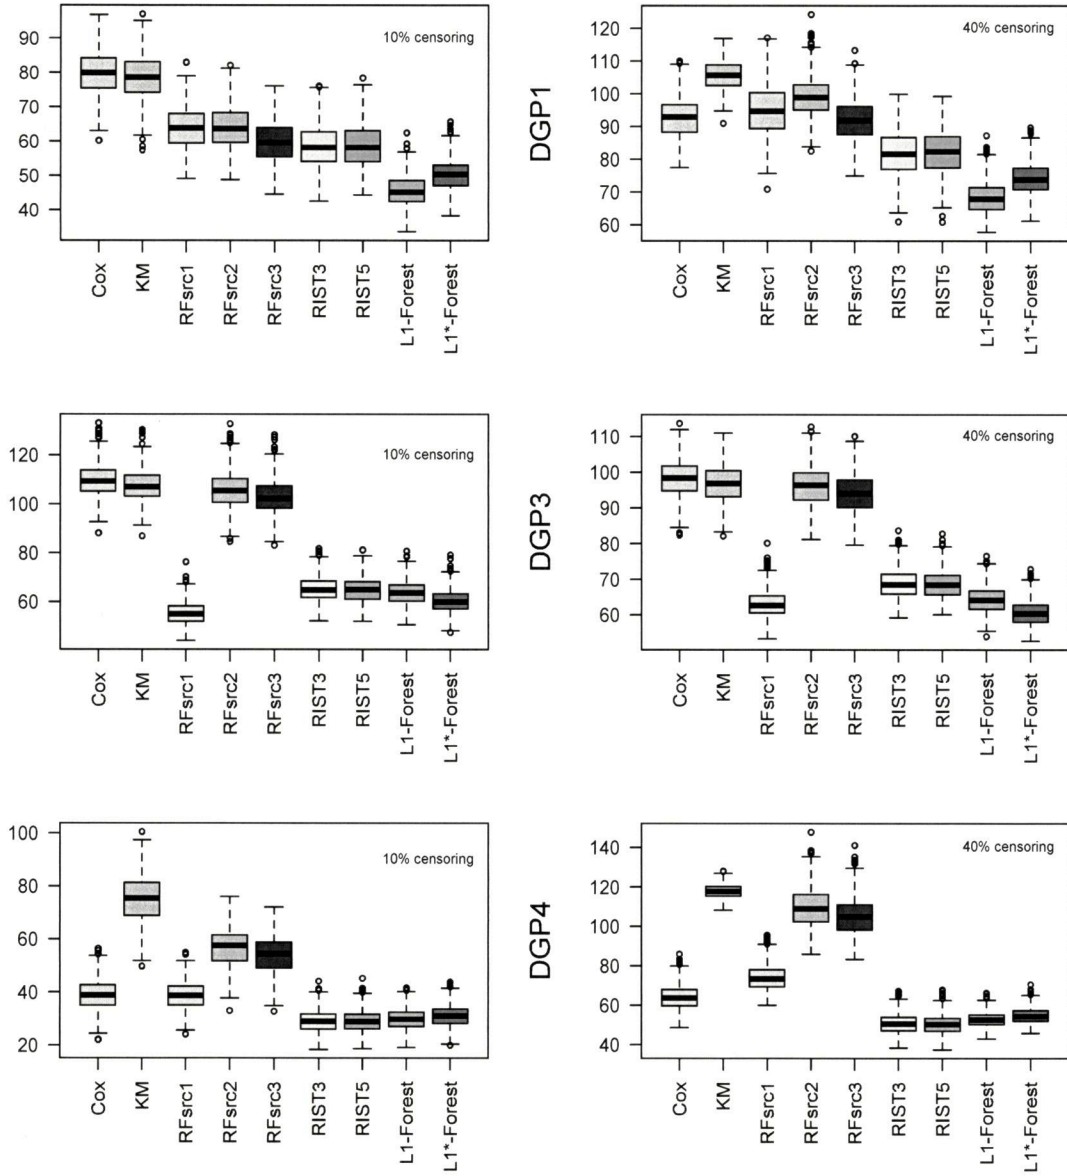 10% censoring
90
80
70
60
50
40
Cox
KM
RFsrc1
RFsrc2
RFsrc3
RIST3
RIST5
L1-Forest
L1*-Forest
DGP1
40% censoring
120
110
100
90
80
70
60
Cox
KM
RFsrc1
RFsrc2
RFsrc3
RIST3
RIST5
L1-Forest
L1*-Forest
10% censoring
120
100
80
60
Cox
KM
RFsrc1
RFsrc2
RFsrc3
RIST3
RIST5
L1-Forest
L1*-Forest
DGP3
40% censoring
110
100
90
80
70
60
Cox
KM
RFsrc1
RFsrc2
RFsrc3
RIST3
RIST5
L1-Forest
L1*-Forest
10% censoring
100
80
60
40
20
Cox
KM
RFsrc1
RFsrc2
RFsrc3
RIST3
RIST5
L1-Forest
L1*-Forest
DGP4
40% censoring
140
120
100
80
60
40
Cox
KM
RFsrc1
RFsrc2
RFsrc3
RIST3
RIST5
L1-Forest
L1*-Forest